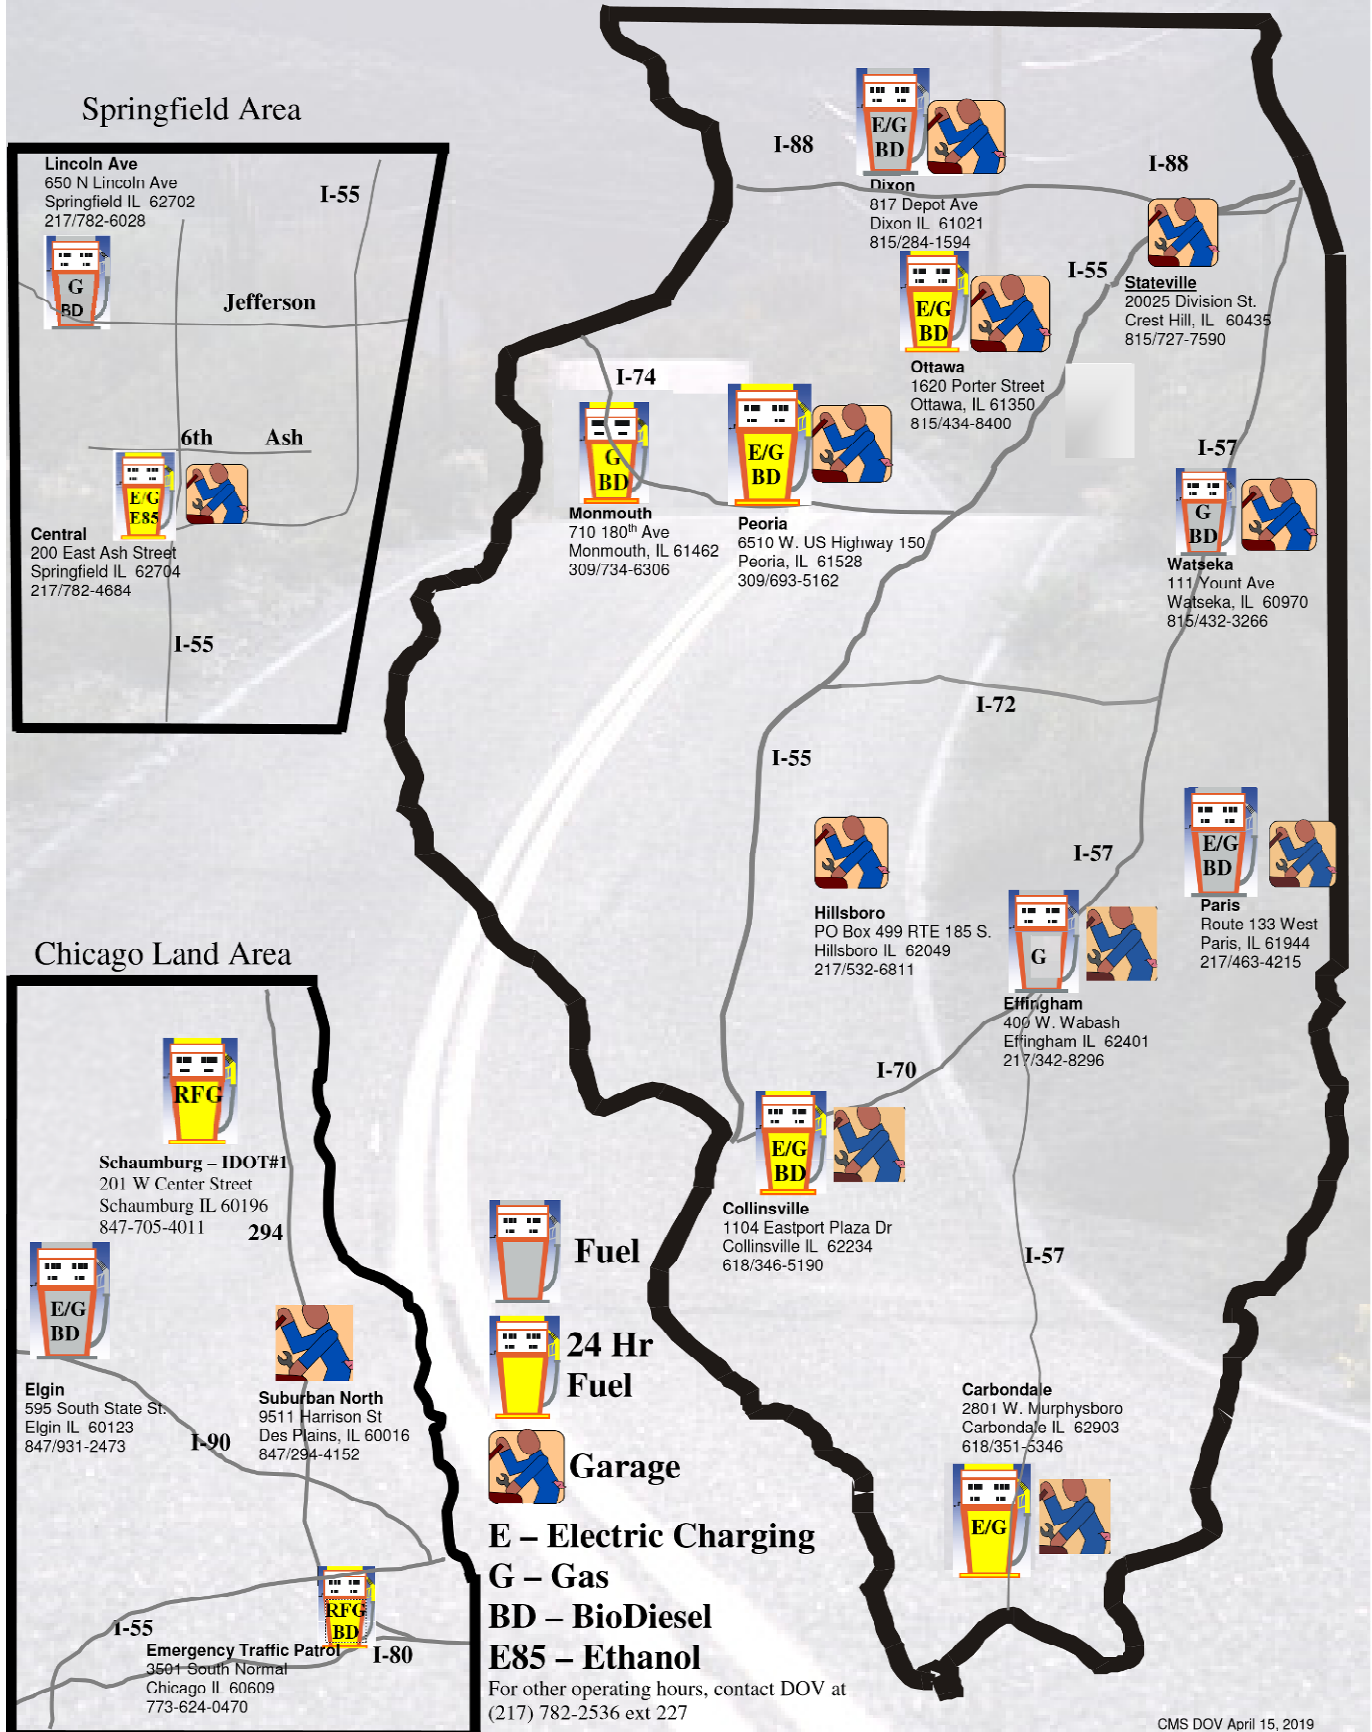 Springfield Area
Lincoln Ave
650 N Lincoln Ave
Springfield IL  62702
217/782-6028
I-55
G
BD
Jefferson
6th
Ash
E/G
E85
Central
200 East Ash Street
Springfield IL  62704
217/782-4684
I-55
I-88
E/G
BD
Dixon
817 Depot Ave
Dixon IL  61021
815/284-1594
I-88
I-55
Stateville
20025 Division St.
Crest Hill, IL  60435
815/727-7590
E/G
BD
Ottawa
1620 Porter Street
Ottawa, IL 61350
815/434-8400
I-74
G
BD
Monmouth
710 180th Ave
Monmouth, IL 61462
309/734-6306
E/G
BD
Peoria
6510 W. US Highway 150
Peoria, IL  61528
309/693-5162
I-57
G
BD
Watseka
111 Yount Ave
Watseka, IL  60970
815/432-3266
I-72
I-55
Hillsboro
PO Box 499 RTE 185 S.
Hillsboro IL  62049
217/532-6811
I-57
E/G
BD
Paris
Route 133 West
Paris, IL 61944
217/463-4215
G
Effingham
400 W. Wabash
Effingham IL  62401
217/342-8296
I-70
E/G
BD
Collinsville
1104 Eastport Plaza Dr
Collinsville IL  62234
618/346-5190
I-57
Carbondale
2801 W. Murphysboro
Carbondale IL  62903
618/351-5346
E/G
Chicago Land Area
RFG
Schaumburg – IDOT#1
201 W Center Street
Schaumburg IL 60196
847-705-4011
294
E/G
BD
Elgin
595 South State St.
Elgin IL  60123
847/931-2473
Suburban North
9511 Harrison St
Des Plains, IL 60016
847/294-4152
I-90
I-55
RFG
BD
I-80
Emergency Traffic Patrol
3501 South Normal
Chicago IL  60609
773-624-0470
Fuel
24 Hr
Fuel
Garage
E – Electric Charging
G – Gas
BD – BioDiesel
E85 – Ethanol
For other operating hours, contact DOV at
(217) 782-2536 ext 227
CMS DOV April 15, 2019